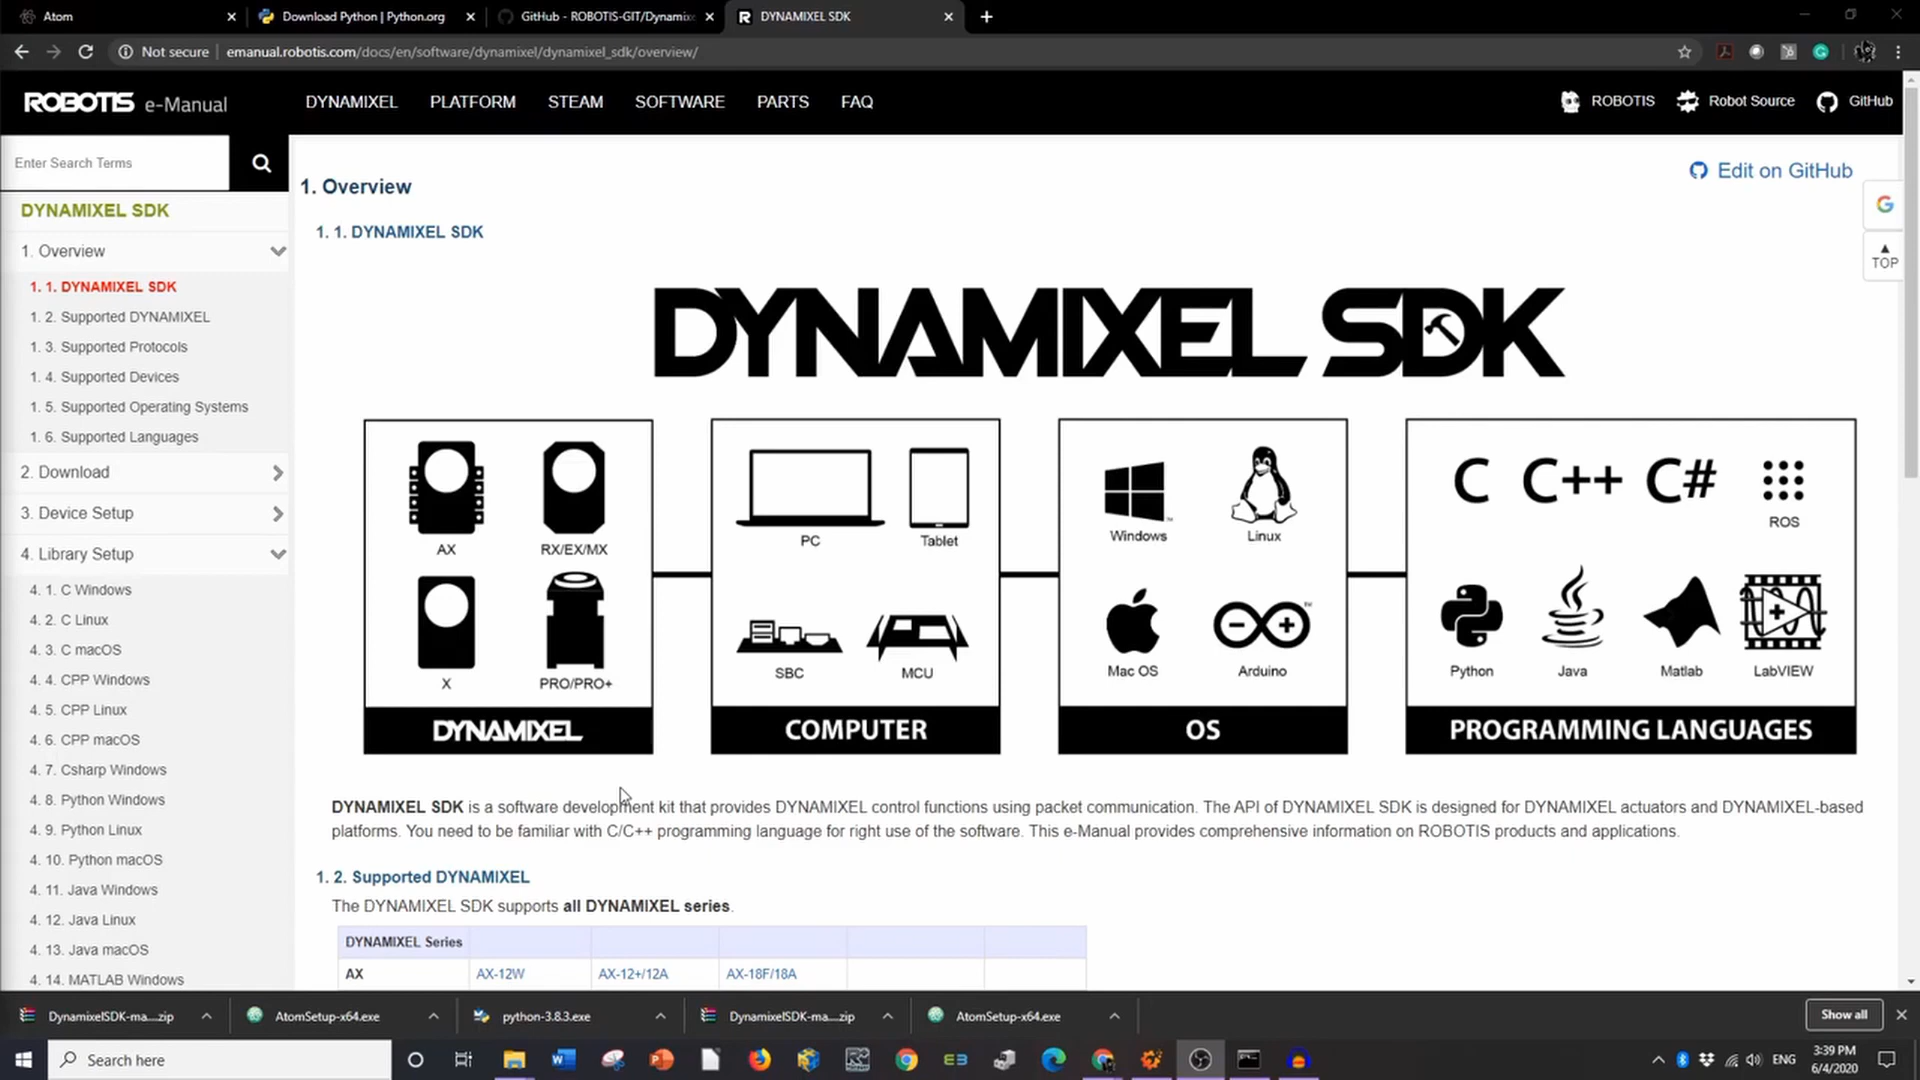 Atom
Download Python | Python.org
GitHub - ROBOTIS-GIT/Dynamixe
DYNAMIXEL SDK
Not secure
emanual.robotis.com/docs/en/software/dynamixel/dynamixel_sdk/overview/
ROBOTIS e-Manual
DYNAMIXEL
PLATFORM
STEAM
SOFTWARE
PARTS
FAQ
ROBOTIS
Robot Source
GitHub
Enter Search Terms
DYNAMIXEL SDK
1. Overview
1. 1. DYNAMIXEL SDK
1. 2. Supported DYNAMIXEL
1. 3. Supported Protocols
1. 4. Supported Devices
1. 5. Supported Operating Systems
1. 6. Supported Languages
2. Download
3. Device Setup
4. Library Setup
4. 1. C Windows
4. 2. C Linux
4. 3. C macOS
4. 4. CPP Windows
4. 5. CPP Linux
4. 6. CPP macOS
4. 7. Csharp Windows
4. 8. Python Windows
4. 9. Python Linux
4. 10. Python macOS
4. 11. Java Windows
4. 12. Java Linux
4. 13. Java macOS
4. 14. MATLAB Windows
1. Overview
Edit on GitHub
1. 1. DYNAMIXEL SDK
G
TOP
DYNAMIXEL SDK
AX
RX/EX/MX
X
PRO/PRO+
DYNAMIXEL
PC
Tablet
SBC
MCU
COMPUTER
Windows
Linux
Mac OS
Arduino
OS
C C++ C#
ROS
Python
Java
Matlab
LabVIEW
PROGRAMMING LANGUAGES
DYNAMIXEL SDK is a software development kit that provides DYNAMIXEL control functions using packet communication. The API of DYNAMIXEL SDK is designed for DYNAMIXEL actuators and DYNAMIXEL-based
platforms. You need to be familiar with C/C++ programming language for right use of the software. This e-Manual provides comprehensive information on ROBOTIS products and applications.
1. 2. Supported DYNAMIXEL
The DYNAMIXEL SDK supports all DYNAMIXEL series.
DYNAMIXEL Series
AX
AX-12W
AX-12+/12A
AX-18F/18A
DynamixelSDK-ma....zip
AtomSetup-x64.exe
python-3.8.3.exe
DynamixelSDK-ma....zip
AtomSetup-x64.exe
Show all
Search here
ENG
3:39 PM
6/4/2020